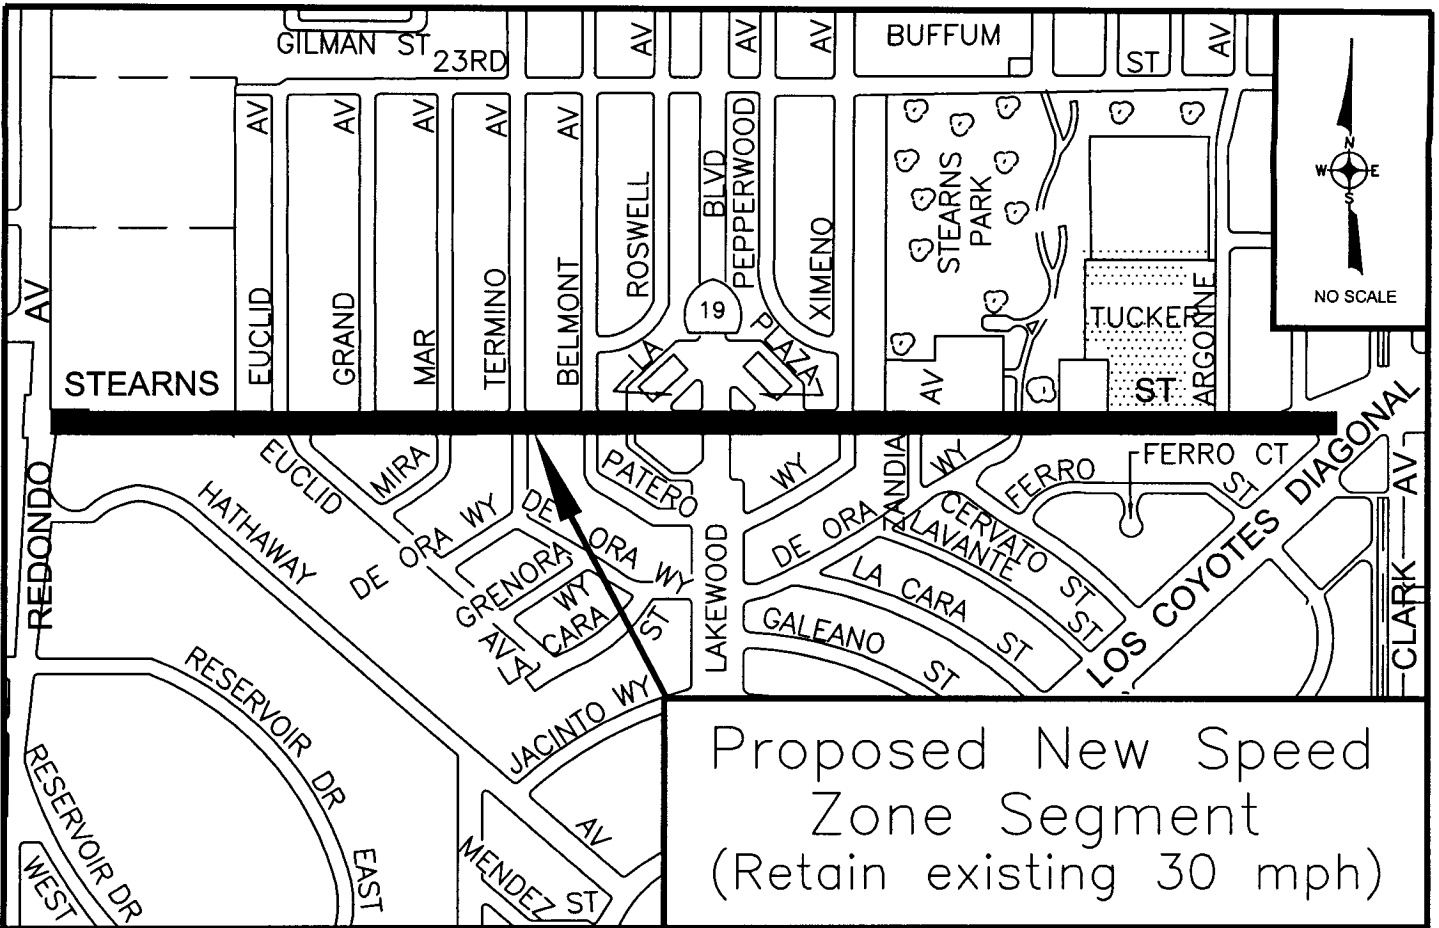 GILMAN ST
23RD
AV
AV
AV
BUFFUM
ST
AV
AV
AV
AV
AV
AV
BLVD
PEPPERWOOD
STEARNS
PARK
N
W
E
S
NO SCALE
ROSWELL
XIMENO
AV
EUCLID
GRAND
MAR
TERMINO
BELMONT
19
LA
PLAZA
TUCKER
LN
ARGONNE
AV
STEARNS
ST
REDONDO
EUCLID
MIRA
PATERO
WY
TANDIA
WY
FERRO
FERRO CT
ST
LOS COYOTES DIAGONAL
CLARK
AV
HATHAWAY
DE ORA WY
DE ORA WY
DE ORA
CERVATO ST
LAVANTE ST
LA CARA ST
GALEANO ST
GRENORA
WY
AV
LA CARA ST
LAKEWOOD
JACINTO WY
AV
RESERVOIR DR EAST
RESERVOIR DR
WEST
MENDEZ ST
Proposed New Speed
Zone Segment
(Retain existing 30 mph)